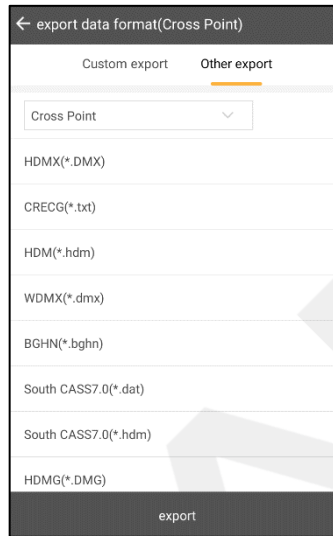 export data format(Cross Point)
Custom export Other export
Cross Point
HDMX(*.DMX)
CRECG(*.txt)
HDM(*.hdm)
WDMX(*.dmx)
BGHN(*.bghn)
South CASS7.0(*.dat)
South CASS7.0(*.hdm)
HDMG(*.DMG)
export